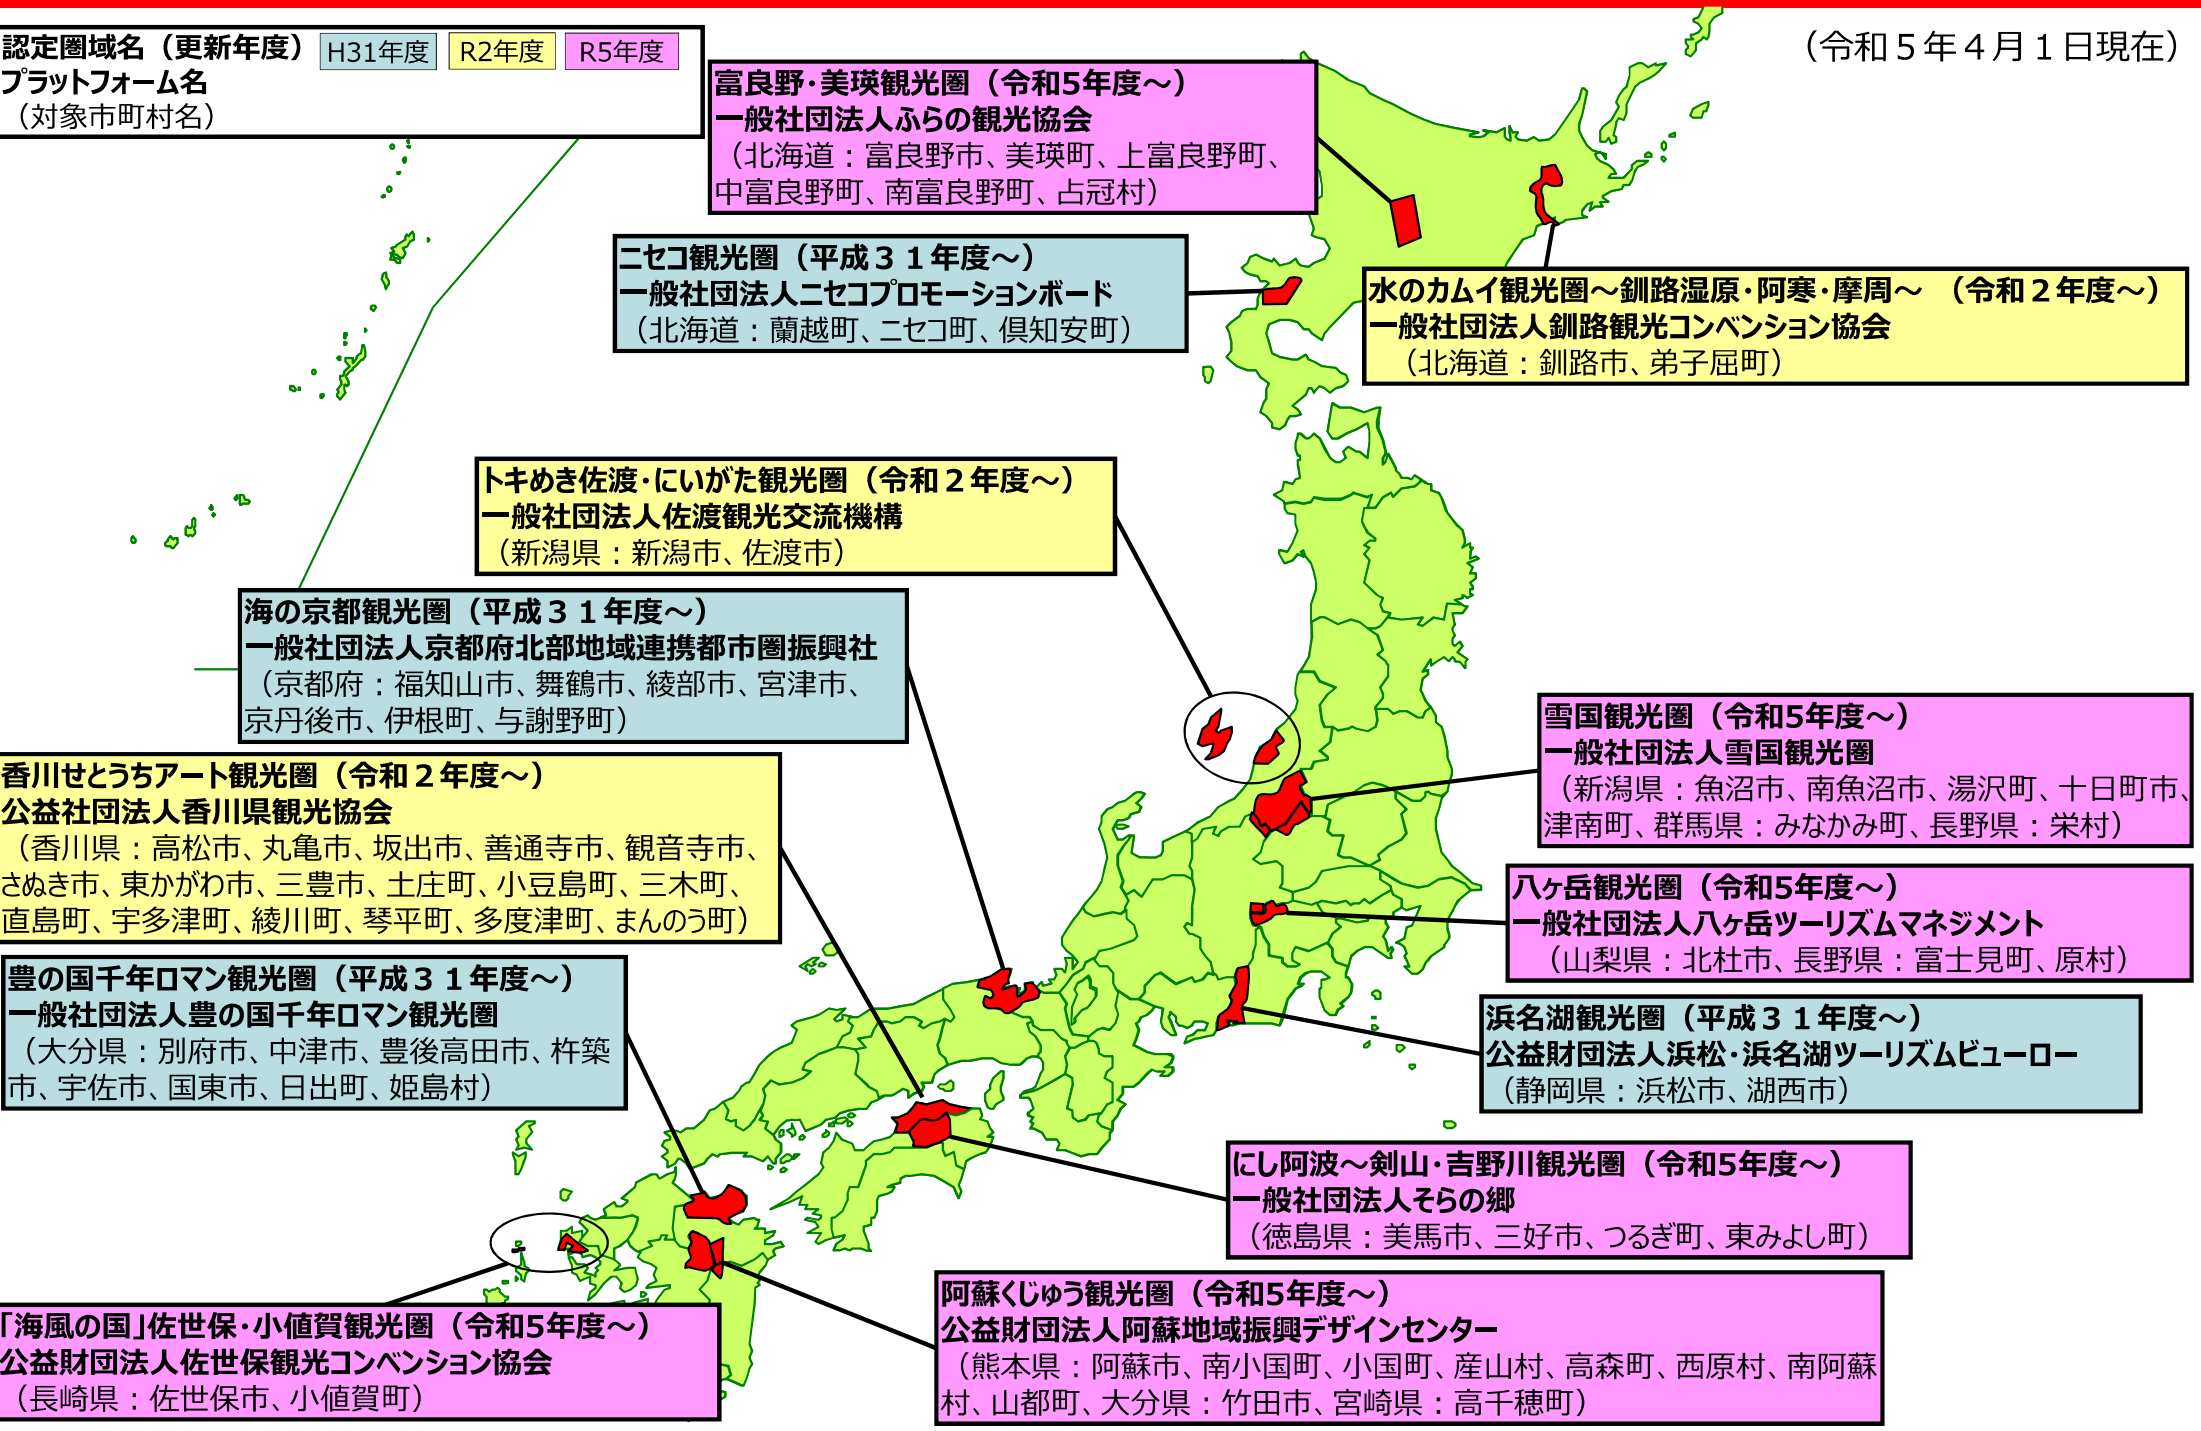 認定圏域名（更新年度） H31年度 R2年度 R5年度
プラットフォーム名
（対象市町村名）
（令和５年４月１日現在）
富良野・美瑛観光圏（令和5年度～）
一般社団法人ふらの観光協会
（北海道：富良野市、美瑛町、上富良野町、
中富良野町、南富良野町、占冠村）
ニセコ観光圏（平成３１年度～）
一般社団法人ニセコプロモーションボード
（北海道：蘭越町、ニセコ町、倶知安町）
水のカムイ観光圏～釧路湿原・阿寒・摩周～　（令和２年度～）
一般社団法人釧路観光コンベンション協会
（北海道：釧路市、弟子屈町）
トキめき佐渡・にいがた観光圏（令和２年度～）
一般社団法人佐渡観光交流機構
（新潟県：新潟市、佐渡市）
海の京都観光圏（平成３１年度～）
一般社団法人京都府北部地域連携都市圏振興社
（京都府：福知山市、舞鶴市、綾部市、宮津市、
京丹後市、伊根町、与謝野町）
雪国観光圏（令和5年度～）
一般社団法人雪国観光圏
（新潟県：魚沼市、南魚沼市、湯沢町、十日町市、
津南町、群馬県：みなかみ町、長野県：栄村）
香川せとうちアート観光圏（令和２年度～）
公益社団法人香川県観光協会
（香川県：高松市、丸亀市、坂出市、善通寺市、観音寺市、
さぬき市、東かがわ市、三豊市、土庄町、小豆島町、三木町、
直島町、宇多津町、綾川町、琴平町、多度津町、まんのう町）
八ヶ岳観光圏（令和5年度～）
一般社団法人八ヶ岳ツーリズムマネジメント
（山梨県：北杜市、長野県：富士見町、原村）
豊の国千年ロマン観光圏（平成３１年度～）
一般社団法人豊の国千年ロマン観光圏
（大分県：別府市、中津市、豊後高田市、杵築
市、宇佐市、国東市、日出町、姫島村）
浜名湖観光圏（平成３１年度～）
公益財団法人浜松・浜名湖ツーリズムビューロー
（静岡県：浜松市、湖西市）
にし阿波～剣山・吉野川観光圏（令和5年度～）
一般社団法人そらの郷
（徳島県：美馬市、三好市、つるぎ町、東みよし町）
「海風の国」佐世保・小値賀観光圏（令和5年度～）
公益財団法人佐世保観光コンベンション協会
（長崎県：佐世保市、小値賀町）
阿蘇くじゅう観光圏（令和5年度～）
公益財団法人阿蘇地域振興デザインセンター
（熊本県：阿蘇市、南小国町、小国町、産山村、高森町、西原村、南阿蘇
村、山都町、大分県：竹田市、宮崎県：高千穂町）